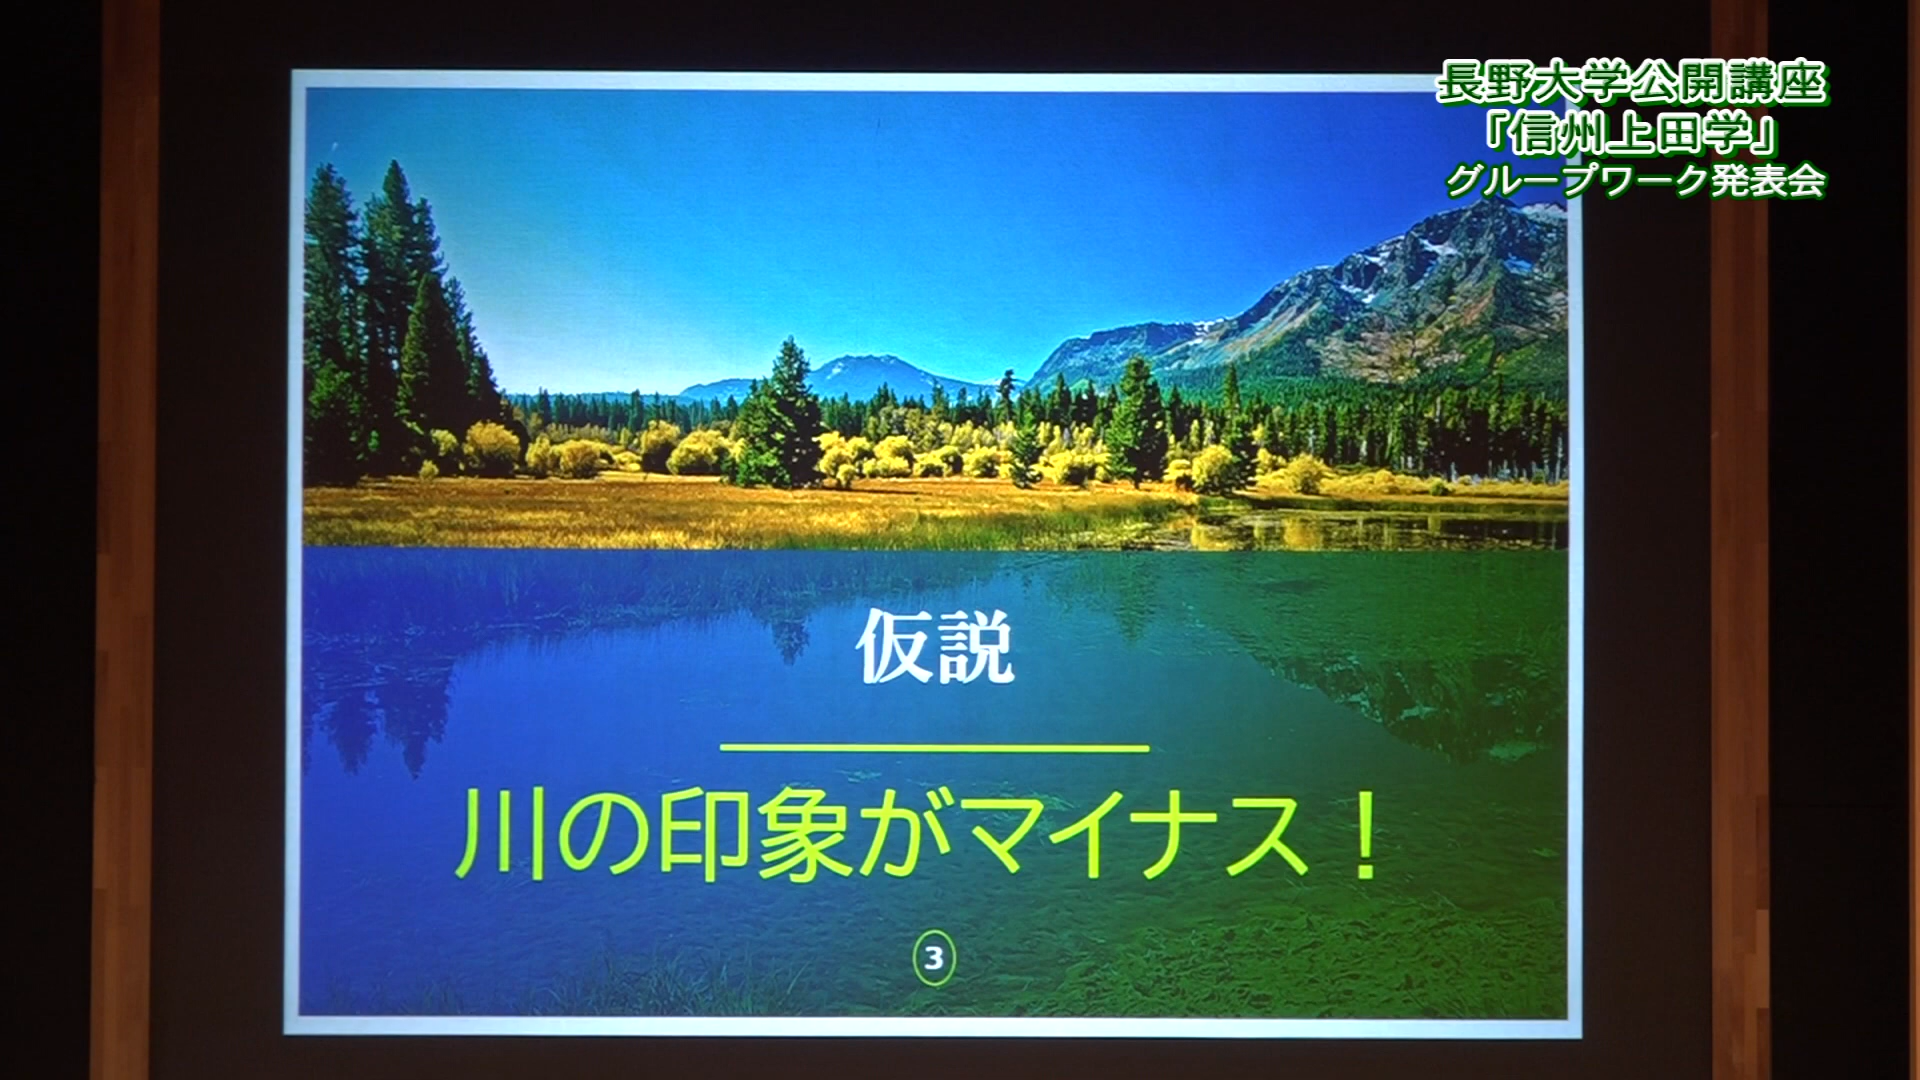 長野大学公開講座
「信州上田学」
グループワーク発表会
仮説
川の印象がマイナス！
3